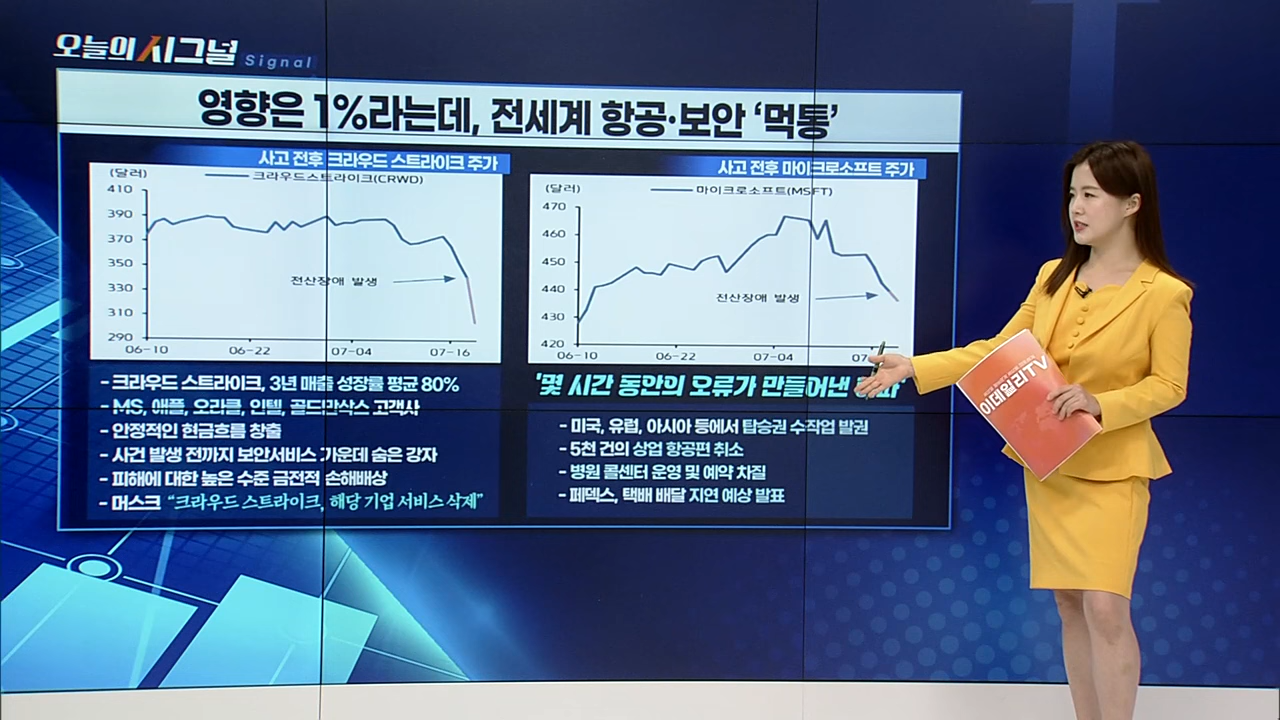 오늘의 시그널 Signal
영향은 1%라는데, 전세계 항공·보안 ‘먹통’
사고 전후 크라우드 스트라이크 주가
(달러)
크라우드스트라이크(CRWD)
410
390
370
350
330
310
290
전산장애 발생
06-10 06-22 07-04 07-16
- 크라우드 스트라이크, 3년 매출 성장률 평균 80%
- MS, 애플, 오라클, 인텔, 골드만삭스 고객사
- 안정적인 현금흐름 창출
- 사건 발생 전까지 보안서비스 가운데 숨은 강자
- 피해에 대한 높은 수준 금전적 손해배상
- 머스크 “크라우드 스트라이크, 해당 기업 서비스 삭제”
사고 전후 마이크로소프트 주가
(달러)
마이크로소프트(MSFT)
470
460
450
440
430
420
전산장애 발생
06-10 06-22 07-04
'몇 시간 동안의 오류가 만들어낸
- 미국, 유럽, 아시아 등에서 탑승권 수작업 발권
- 5천 건의 상업 항공편 취소
- 병원 콜센터 운영 및 예약 차질
- 페덱스, 택배 배달 지연 예상 발표
이데일리TV